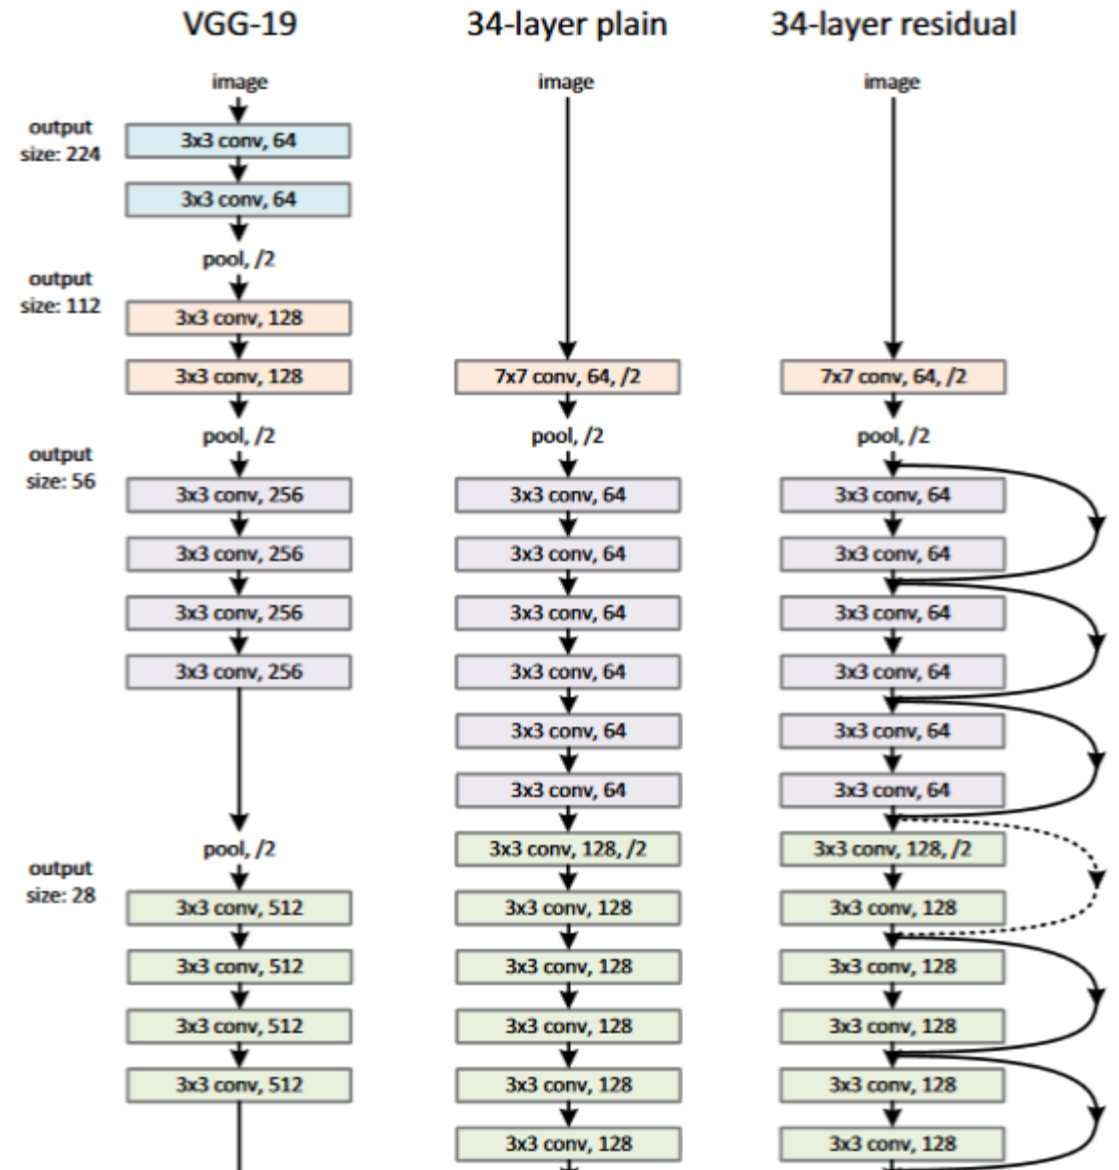 VGG-19
34-layer plain
34-layer residual
image
image
image
output
size: 224
3x3 conv, 64
3x3 conv, 64
pool, /2
output
size: 112
3x3 conv, 128
3x3 conv, 128
7x7 conv, 64, /2
7x7 conv, 64, /2
pool, /2
pool, /2
pool, /2
output
size: 56
3x3 conv, 256
3x3 conv, 64
3x3 conv, 64
3x3 conv, 256
3x3 conv, 64
3x3 conv, 64
3x3 conv, 256
3x3 conv, 64
3x3 conv, 64
3x3 conv, 256
3x3 conv, 64
3x3 conv, 64
3x3 conv, 64
3x3 conv, 64
3x3 conv, 64
3x3 conv, 64
pool, /2
3x3 conv, 128, /2
3x3 conv, 128, /2
output
size: 28
3x3 conv, 512
3x3 conv, 128
3x3 conv, 128
3x3 conv, 512
3x3 conv, 128
3x3 conv, 128
3x3 conv, 512
3x3 conv, 128
3x3 conv, 128
3x3 conv, 512
3x3 conv, 128
3x3 conv, 128
3x3 conv, 128
3x3 conv, 128